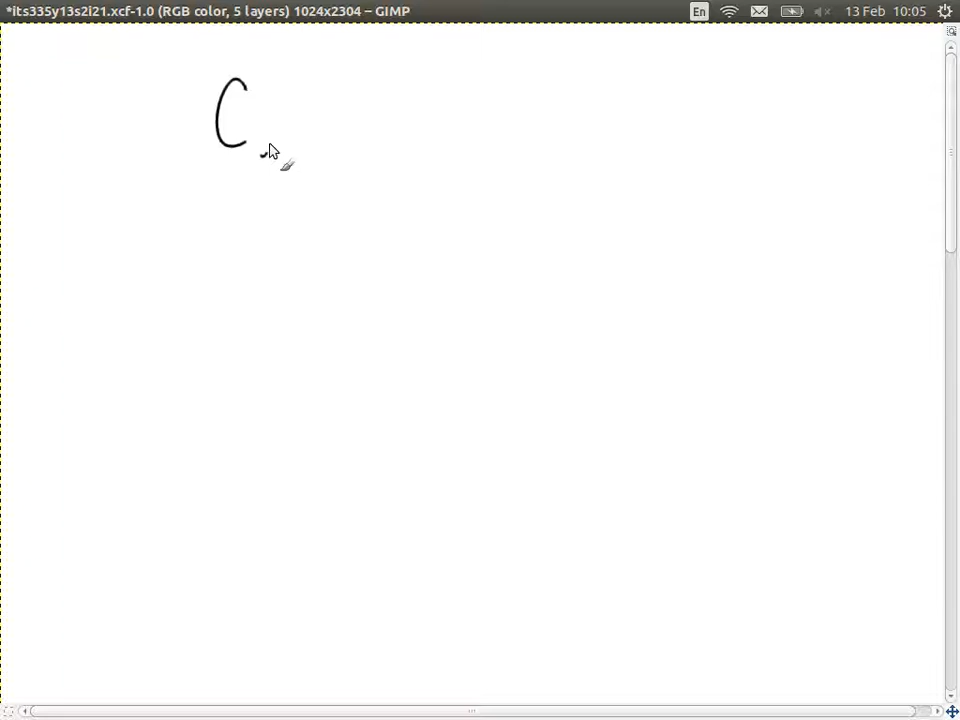 *its335y13s2i21.xcf-1.0 (RGB color, 5 layers) 1024x2304 – GIMP
En
13 Feb 10:05
C